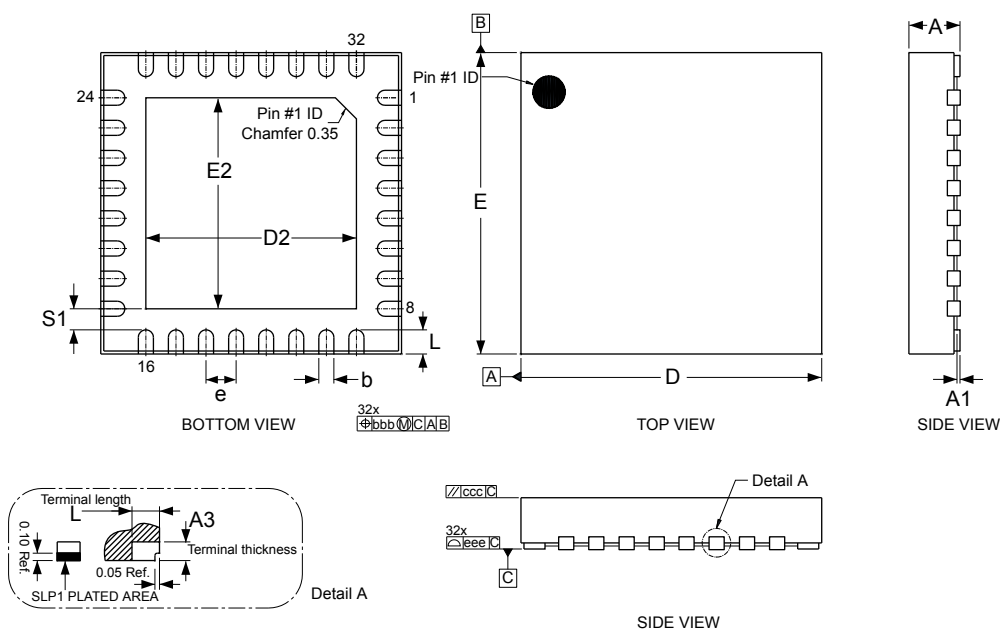 32
24
1
Pin #1 ID
Chamfer 0.35
E2
D2
S1
8
L
16
e
b
BOTTOM VIEW
32x
⌖ bbb Ⓜ C A B
B
Pin #1 ID
E
A
D
TOP VIEW
A
A1
SIDE VIEW
Terminal length
L
A3
0.10 Ref.
Terminal thickness
0.05 Ref.
SLP1 PLATED AREA
Detail A
// ccc C
Detail A
32x
⌓ eee C
C
SIDE VIEW